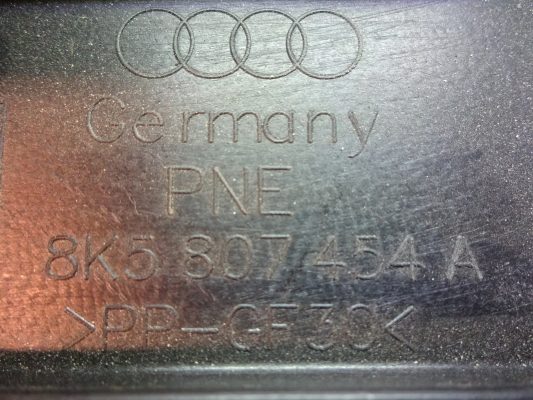 Germany
PNE
8K5 807 454 A
>PP-GF30<